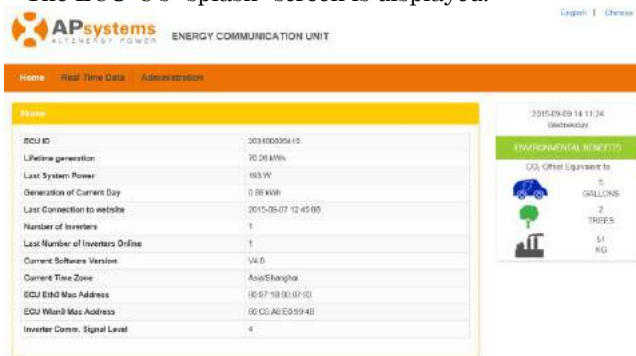 The ECU-3's "splash" screen is displayed.
English | Chinese
APsystems
ALTENERGY POWER
ENERGY COMMUNICATION UNIT
Home Real Time Data Administration
Home
ECU ID
Lifetime generation 70.26 kWh
Last System Power 193 W
Generation of Current Day 0.88 kWh
Last Connection to website 2015-09-07 12:45:00
Number of Inverters 1
Last Number of Inverters Online 1
Current Software Version V4.0
Current Time Zone Asia/Shanghai
ECU Eth0 Mac Address
ECU Wlan0 Mac Address
Inverter Comm. Signal Level 4
2015-09-09 14:11:24
Wednesday
ENVIRONMENTAL BENEFITS
CO2 Offset Equivalent to
5
GALLONS
2
TREES
51
KG